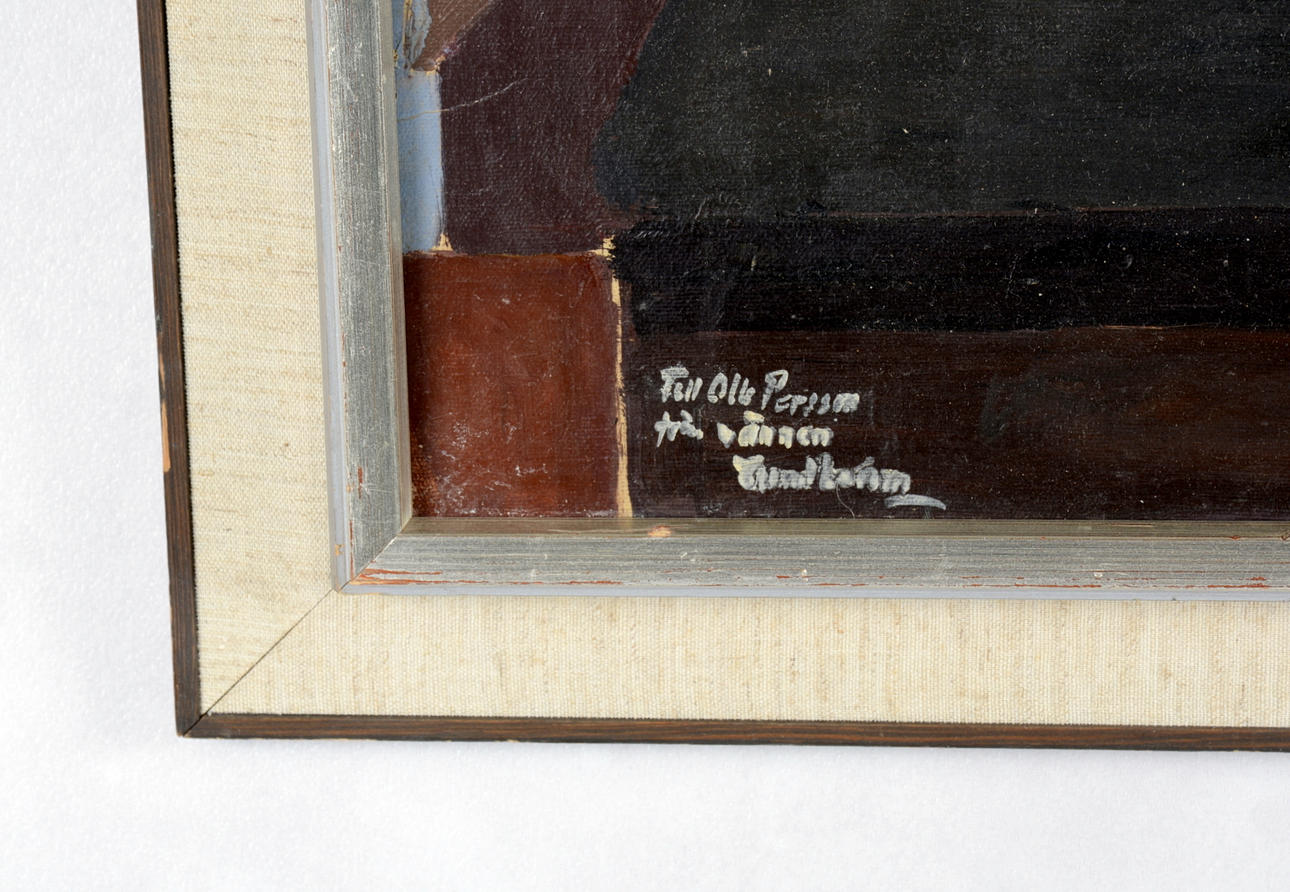 Till Olle Persson
från vännen